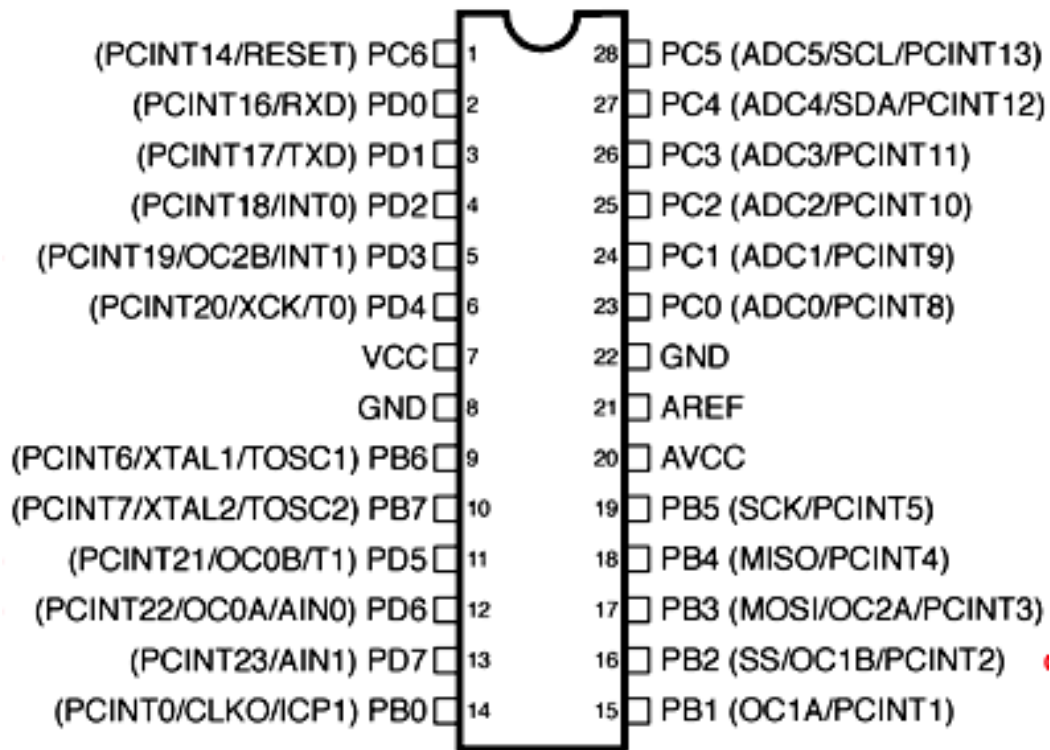 (PCINT14/RESET) PC6 1 28 PC5 (ADC5/SCL/PCINT13)
(PCINT16/RXD) PD0 2 27 PC4 (ADC4/SDA/PCINT12)
(PCINT17/TXD) PD1 3 26 PC3 (ADC3/PCINT11)
(PCINT18/INT0) PD2 4 25 PC2 (ADC2/PCINT10)
(PCINT19/OC2B/INT1) PD3 5 24 PC1 (ADC1/PCINT9)
(PCINT20/XCK/T0) PD4 6 23 PC0 (ADC0/PCINT8)
VCC 7 22 GND
GND 8 21 AREF
(PCINT6/XTAL1/TOSC1) PB6 9 20 AVCC
(PCINT7/XTAL2/TOSC2) PB7 10 19 PB5 (SCK/PCINT5)
(PCINT21/OC0B/T1) PD5 11 18 PB4 (MISO/PCINT4)
(PCINT22/OC0A/AIN0) PD6 12 17 PB3 (MOSI/OC2A/PCINT3)
(PCINT23/AIN1) PD7 13 16 PB2 (SS/OC1B/PCINT2)
(PCINT0/CLKO/ICP1) PB0 14 15 PB1 (OC1A/PCINT1)